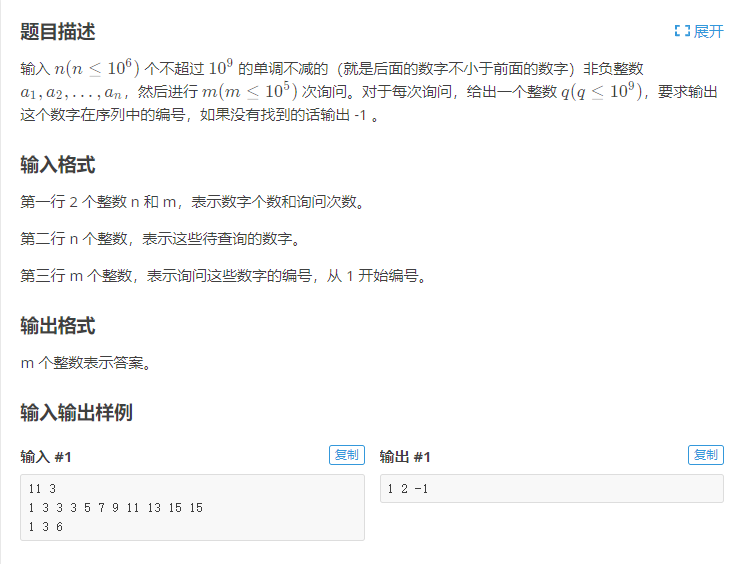 题目描述
展开
输入 n(n ≤ 10^6) 个不超过 10^9 的单调不减的（就是后面的数字不小于前面的数字）非负整数
a_1, a_2, ..., a_n，然后进行 m(m ≤ 10^5) 次询问。对于每次询问，给出一个整数 q(q ≤ 10^9)，要求输出
这个数字在序列中的编号，如果没有找到的话输出 -1 。
输入格式
第一行 2 个整数 n 和 m，表示数字个数和询问次数。
第二行 n 个整数，表示这些待查询的数字。
第三行 m 个整数，表示询问这些数字的编号，从 1 开始编号。
输出格式
m 个整数表示答案。
输入输出样例
输入 #1
复制
11 3
1 3 3 3 5 7 9 11 13 15 15
1 3 6
输出 #1
复制
1 2 -1